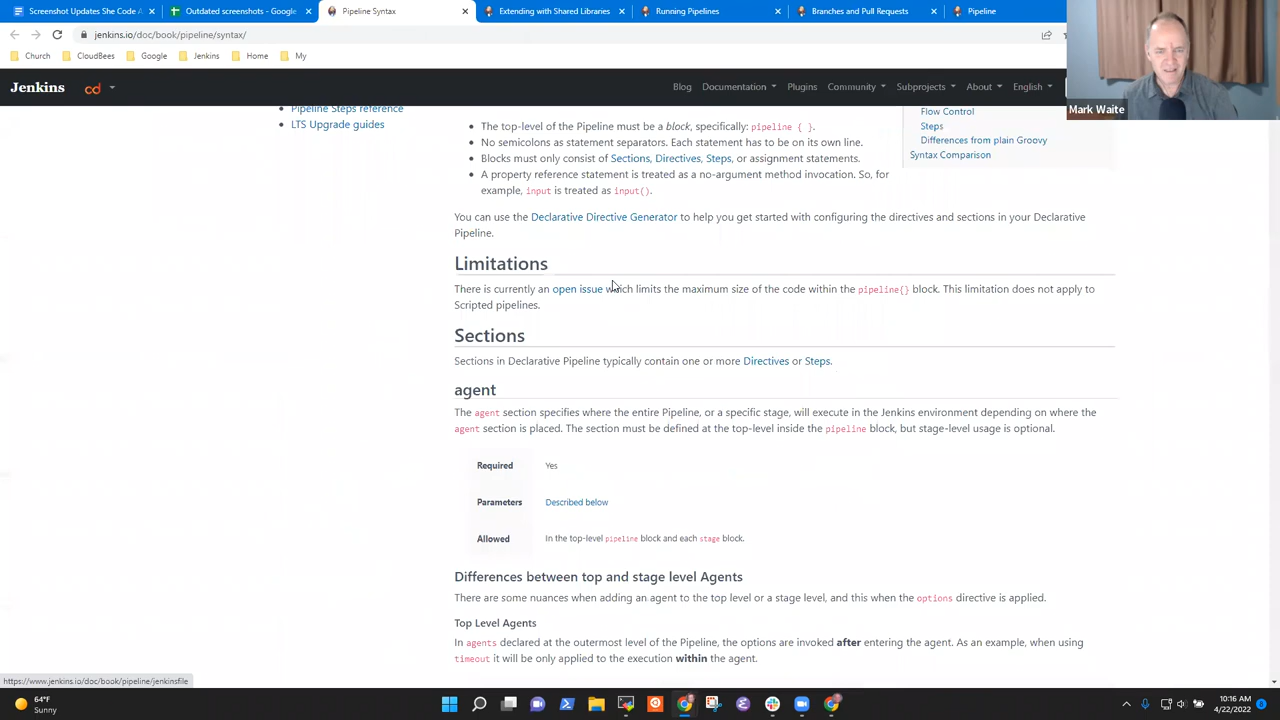 Screenshot Updates She Code A
Outdated screenshots - Google
Pipeline Syntax
Extending with Shared Libraries
Running Pipelines
Branches and Pull Requests
Pipeline
jenkins.io/doc/book/pipeline/syntax/
Church
CloudBees
Google
Jenkins
Home
My
Mark Waite
Jenkins
cd
Blog
Documentation
Plugins
Community
Subprojects
About
English
Pipeline Steps reference
LTS Upgrade guides
Flow Control
Steps
Differences from plain Groovy
Syntax Comparison
• The top-level of the Pipeline must be a block, specifically: pipeline { }.
• No semicolons as statement separators. Each statement has to be on its own line.
• Blocks must only consist of Sections, Directives, Steps, or assignment statements.
• A property reference statement is treated as a no-argument method invocation. So, for
example, input is treated as input().
You can use the Declarative Directive Generator to help you get started with configuring the directives and sections in your Declarative
Pipeline.
Limitations
There is currently an open issue which limits the maximum size of the code within the pipeline{} block. This limitation does not apply to
Scripted pipelines.
Sections
Sections in Declarative Pipeline typically contain one or more Directives or Steps.
agent
The agent section specifies where the entire Pipeline, or a specific stage, will execute in the Jenkins environment depending on where the
agent section is placed. The section must be defined at the top-level inside the pipeline block, but stage-level usage is optional.
Required Yes
Parameters Described below
Allowed In the top-level pipeline block and each stage block.
Differences between top and stage level Agents
There are some nuances when adding an agent to the top level or a stage level, and this when the options directive is applied.
Top Level Agents
In agents declared at the outermost level of the Pipeline, the options are invoked after entering the agent. As an example, when using
timeout it will be only applied to the execution within the agent.
https://www.jenkins.io/doc/book/pipeline/jenkinsfile
64°F
Sunny
10:16 AM
4/22/2022